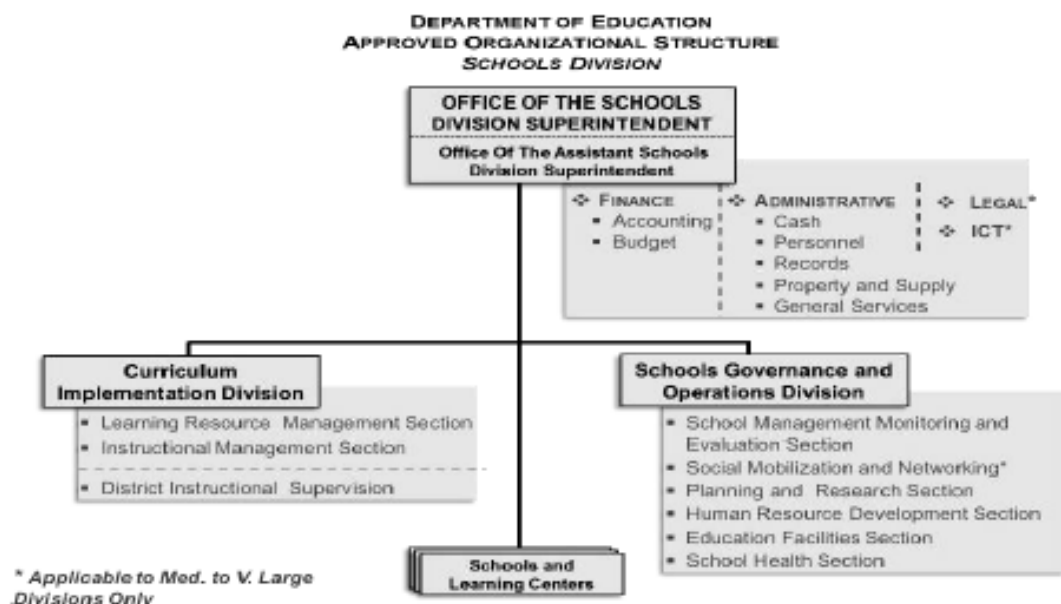 DEPARTMENT OF EDUCATION
APPROVED ORGANIZATIONAL STRUCTURE
SCHOOLS DIVISION
OFFICE OF THE SCHOOLS
DIVISION SUPERINTENDENT
Office Of The Assistant Schools
Division Superintendent
❖ FINANCE
▪ Accounting
▪ Budget
❖ ADMINISTRATIVE
▪ Cash
▪ Personnel
▪ Records
▪ Property and Supply
▪ General Services
❖ LEGAL*
❖ ICT*
Curriculum
Implementation Division
▪ Learning Resource Management Section
▪ Instructional Management Section
▪ District Instructional Supervision
Schools Governance and
Operations Division
▪ School Management Monitoring and
Evaluation Section
▪ Social Mobilization and Networking*
▪ Planning and Research Section
▪ Human Resource Development Section
▪ Education Facilities Section
▪ School Health Section
Schools and
Learning Centers
* Applicable to Med. to V. Large
Divisions Only